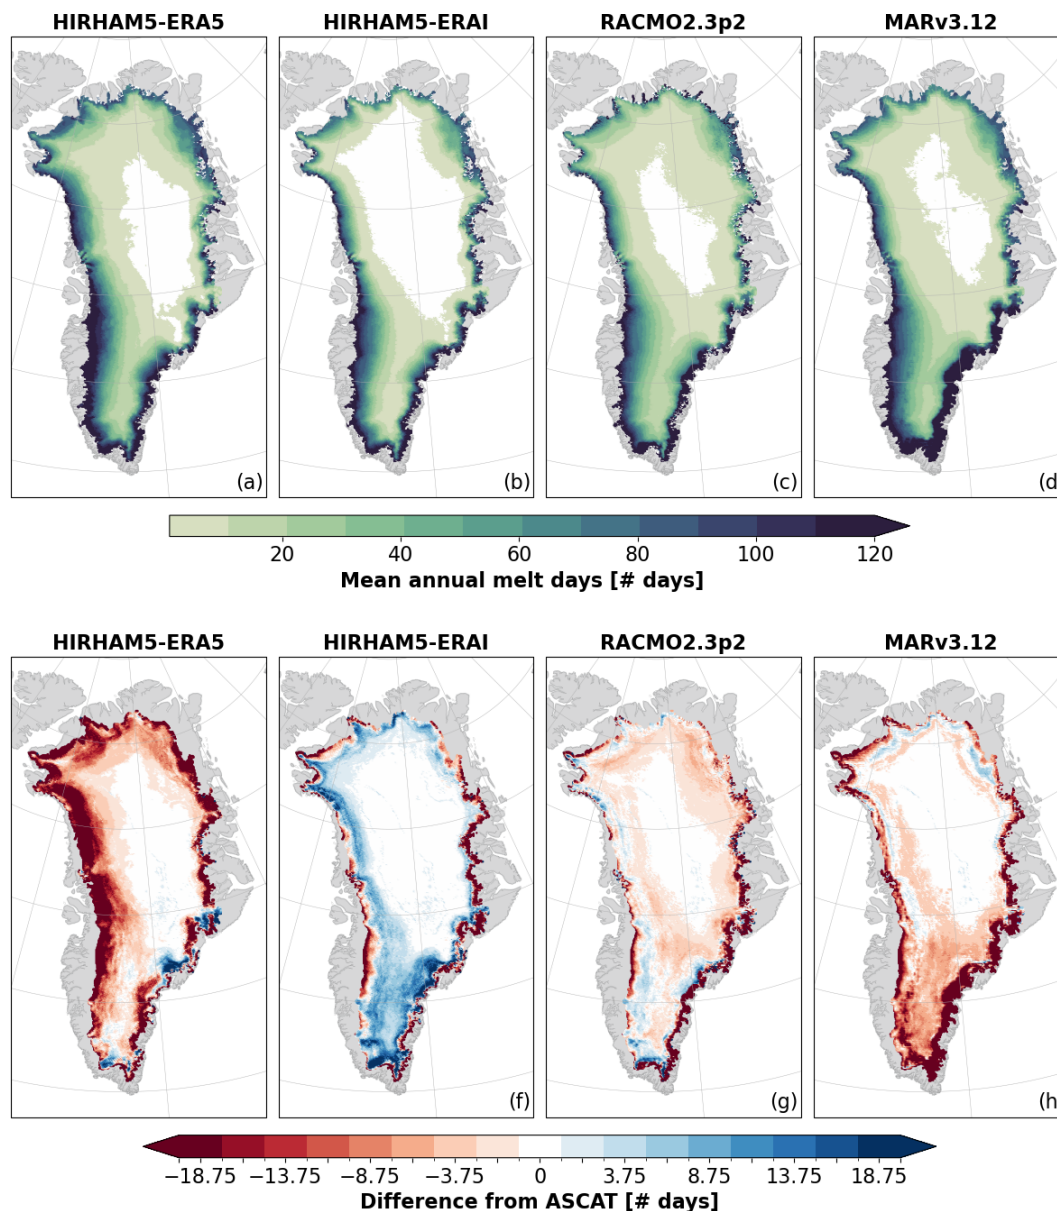 HIRHAM5-ERA5 HIRHAM5-ERAI RACMO2.3p2 MARv3.12
(a) (b) (c) (d)
20 40 60 80 100 120
Mean annual melt days [# days]
HIRHAM5-ERA5 HIRHAM5-ERAI RACMO2.3p2 MARv3.12
(f) (g) (h)
−18.75 −13.75 −8.75 −3.75 0 3.75 8.75 13.75 18.75
Difference from ASCAT [# days]